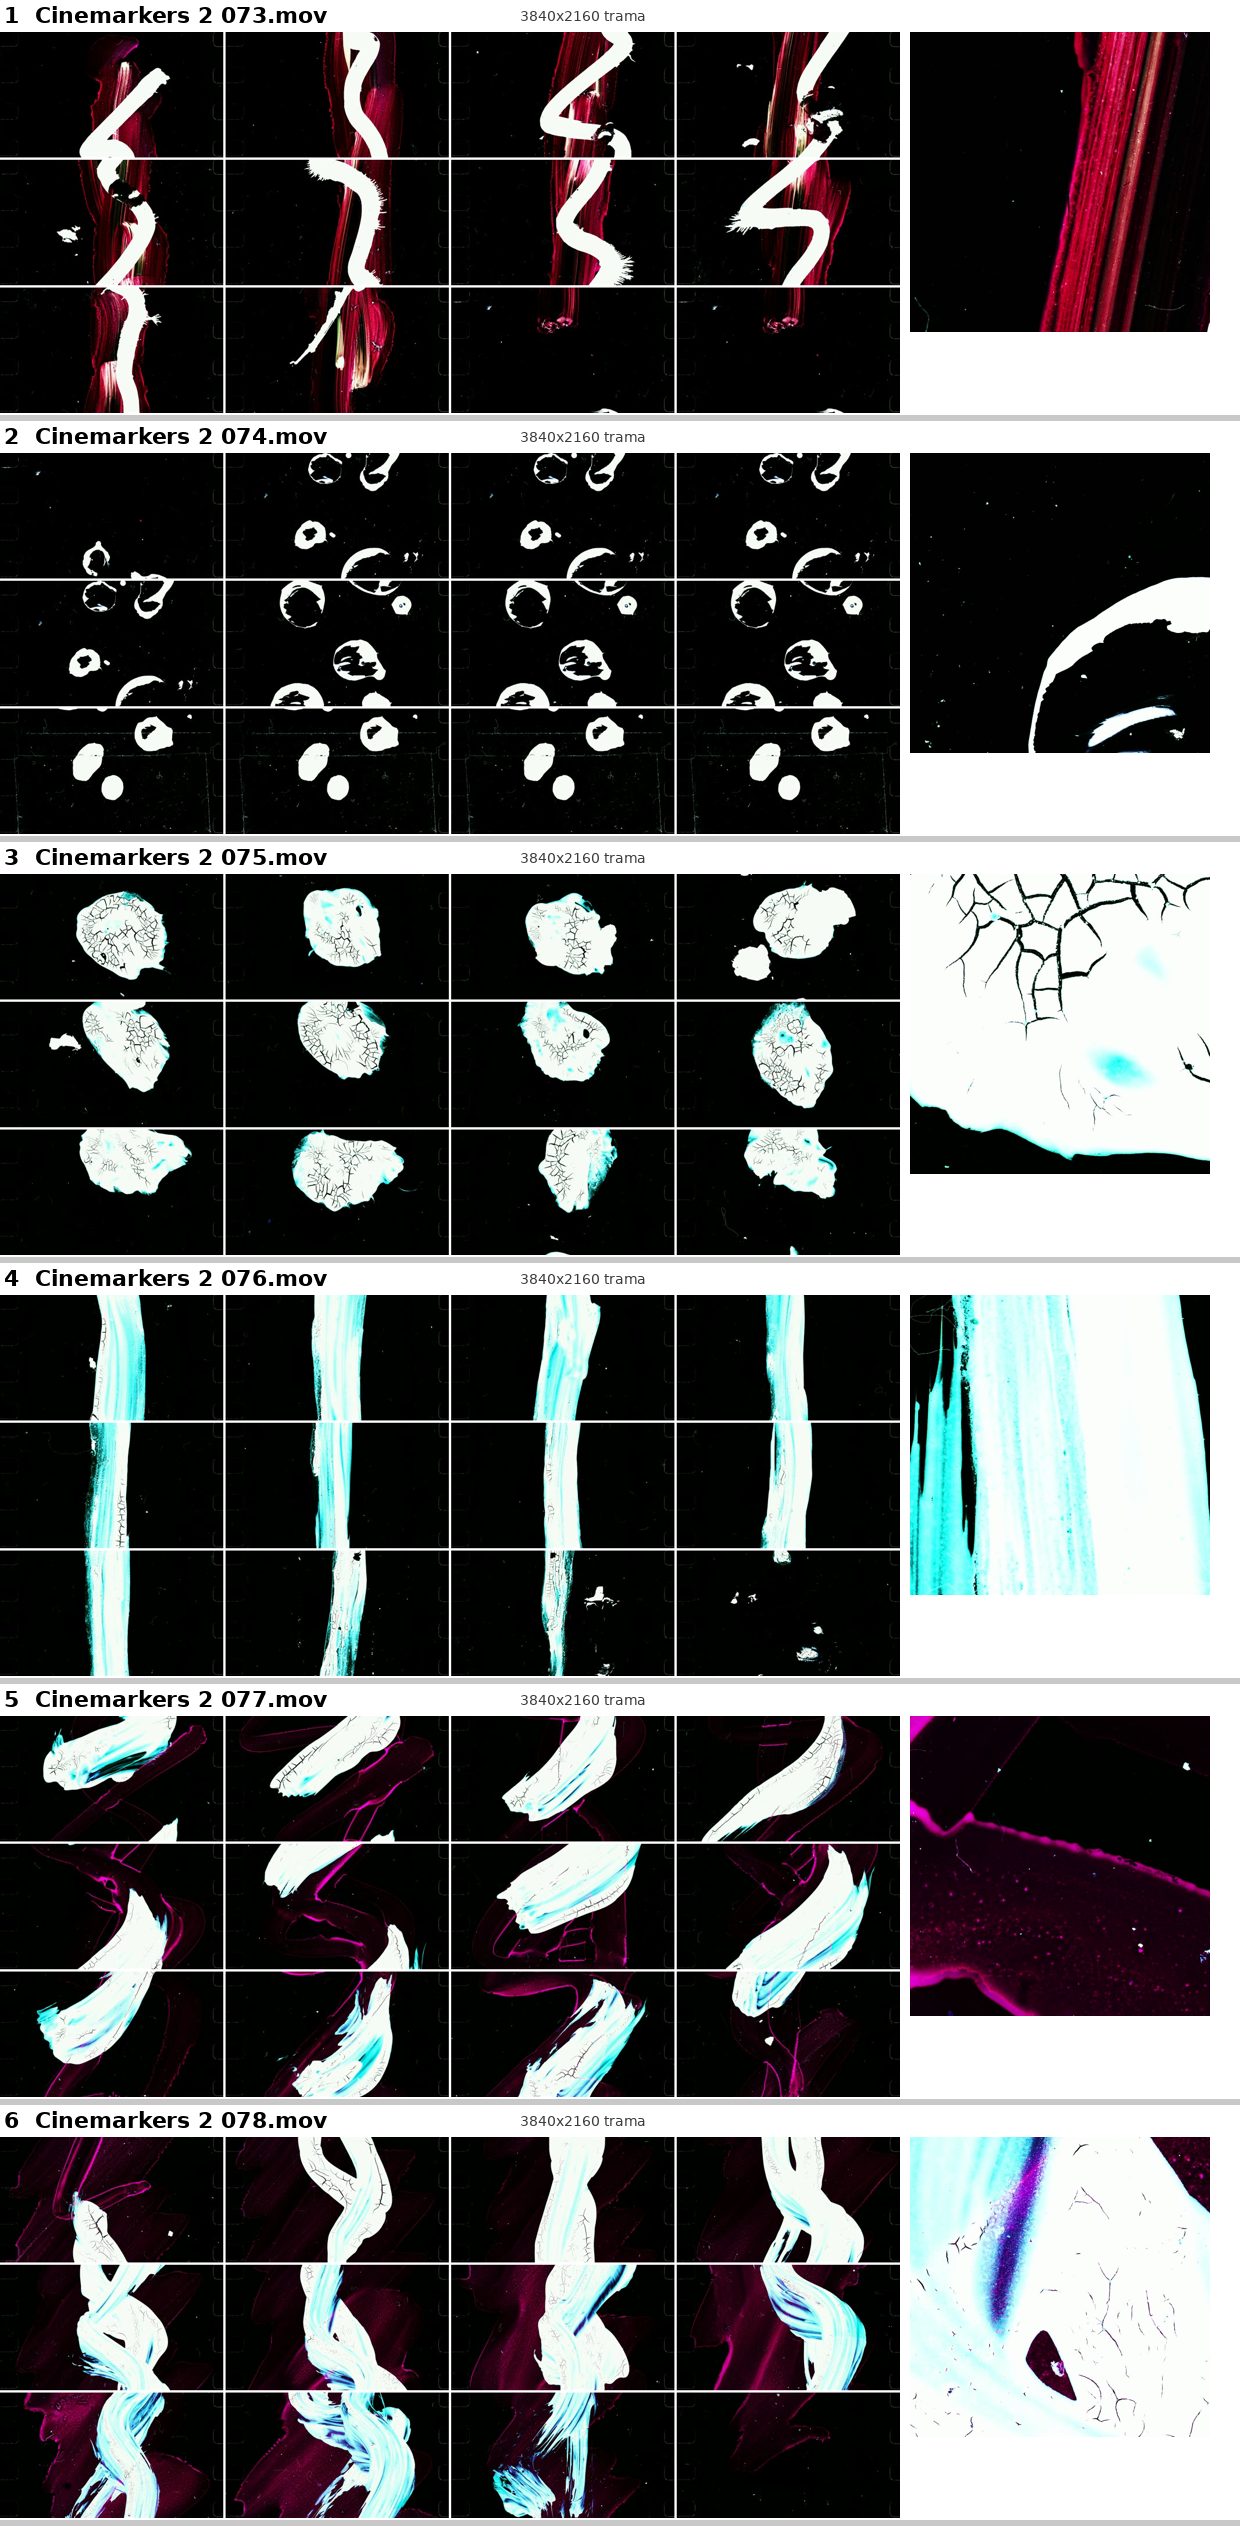 1 Cinemarkers 2 073.mov 3840x2160 trama
2 Cinemarkers 2 074.mov 3840x2160 trama
3 Cinemarkers 2 075.mov 3840x2160 trama
4 Cinemarkers 2 076.mov 3840x2160 trama
5 Cinemarkers 2 077.mov 3840x2160 trama
6 Cinemarkers 2 078.mov 3840x2160 trama